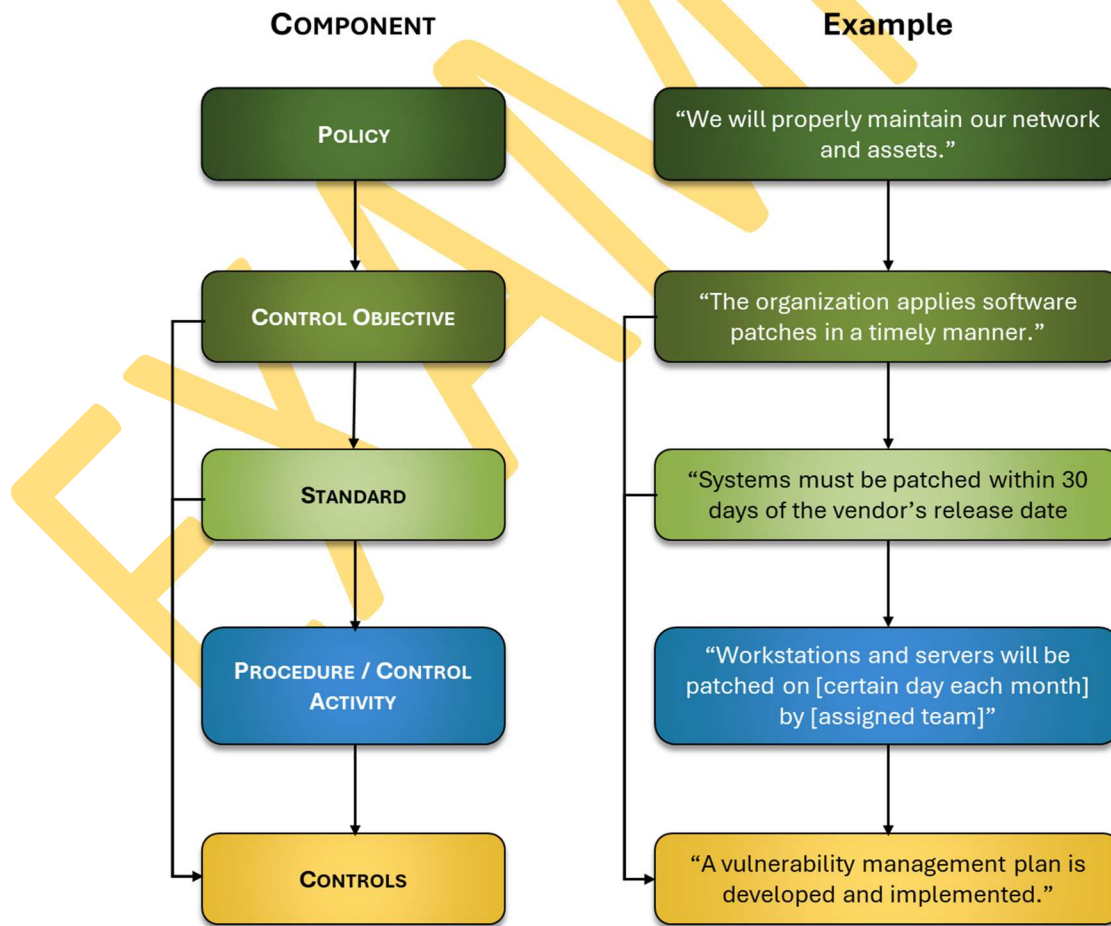 COMPONENT
Example
POLICY
“We will properly maintain our network
and assets.”
CONTROL OBJECTIVE
“The organization applies software
patches in a timely manner.”
STANDARD
“Systems must be patched within 30
days of the vendor’s release date
PROCEDURE / CONTROL
ACTIVITY
“Workstations and servers will be
patched on [certain day each month]
by [assigned team]”
CONTROLS
“A vulnerability management plan is
developed and implemented.”